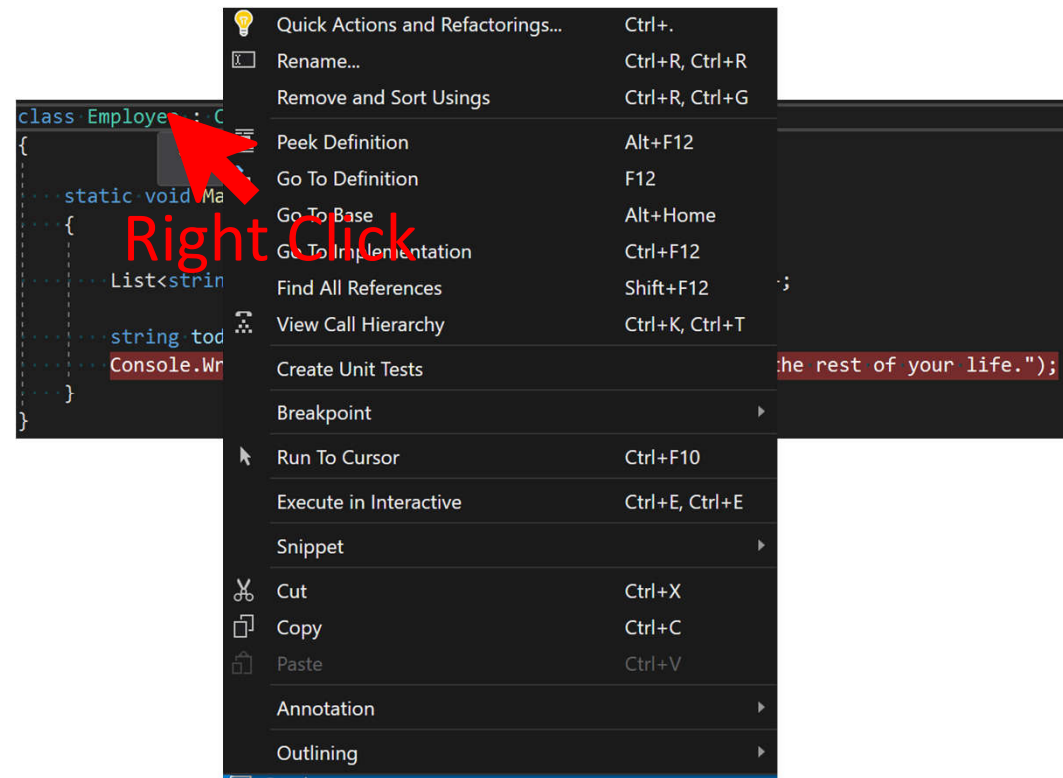 Quick Actions and Refactorings... Ctrl+.
Rename... Ctrl+R, Ctrl+R
Remove and Sort Usings Ctrl+R, Ctrl+G
Peek Definition Alt+F12
Go To Definition F12
Go To Base Alt+Home
Go To Implementation Ctrl+F12
Find All References Shift+F12
View Call Hierarchy Ctrl+K, Ctrl+T
Create Unit Tests
Breakpoint
Run To Cursor Ctrl+F10
Execute in Interactive Ctrl+E, Ctrl+E
Snippet
Cut Ctrl+X
Copy Ctrl+C
Paste Ctrl+V
Annotation
Outlining
class Employee :
{
static void
{
List<
;
string
Console.
the rest of your life.");
}
}
Right Click